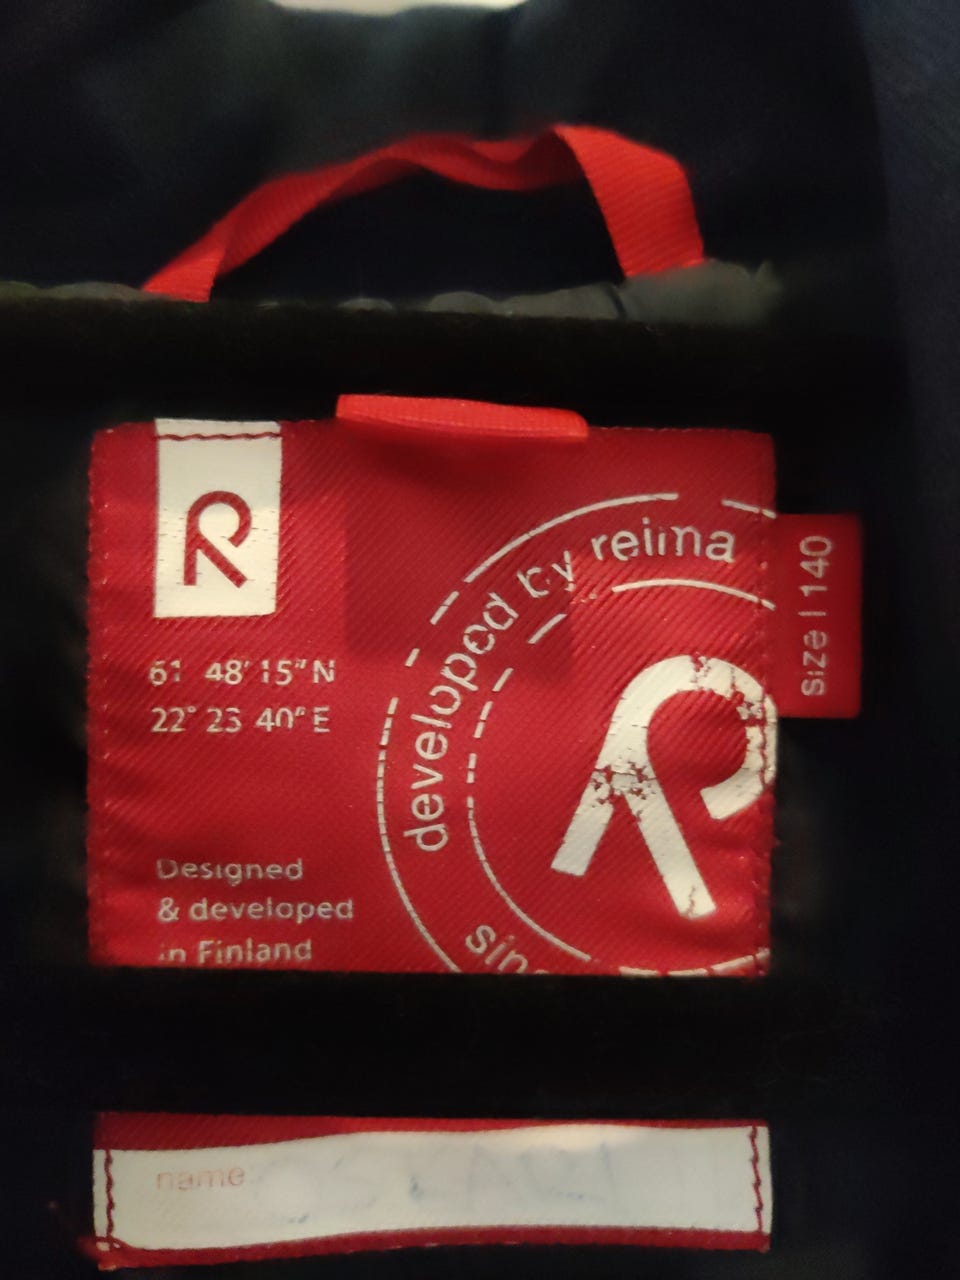 61 48' 15" N
22° 23 40" E
developed by reima
size | 140
Designed
& developed
in Finland
name